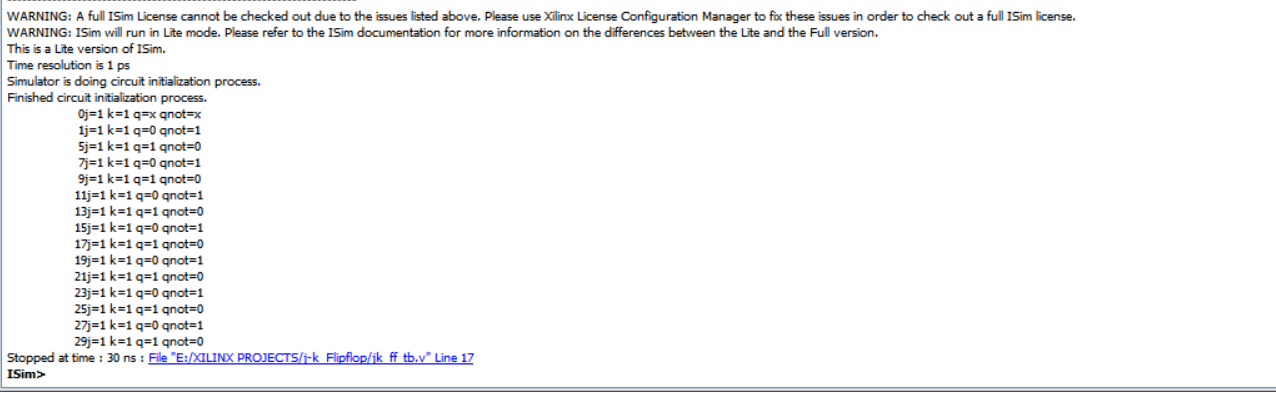 WARNING: A full ISim License cannot be checked out due to the issues listed above. Please use Xilinx License Configuration Manager to fix these issues in order to check out a full ISim license.
WARNING: ISim will run in Lite mode. Please refer to the ISim documentation for more information on the differences between the Lite and the Full version.
This is a Lite version of ISim.
Time resolution is 1 ps
Simulator is doing circuit initialization process.
Finished circuit initialization process.
0j=1 k=1 q=x qnot=x
1j=1 k=1 q=0 qnot=1
5j=1 k=1 q=1 qnot=0
7j=1 k=1 q=0 qnot=1
9j=1 k=1 q=1 qnot=0
11j=1 k=1 q=0 qnot=1
13j=1 k=1 q=1 qnot=0
15j=1 k=1 q=0 qnot=1
17j=1 k=1 q=1 qnot=0
19j=1 k=1 q=0 qnot=1
21j=1 k=1 q=1 qnot=0
23j=1 k=1 q=0 qnot=1
25j=1 k=1 q=1 qnot=0
27j=1 k=1 q=0 qnot=1
29j=1 k=1 q=1 qnot=0
Stopped at time : 30 ns : File "E:/XILINX PROJECTS/j-k_Flipflop/jk_ff_tb.v" Line 17
ISim>